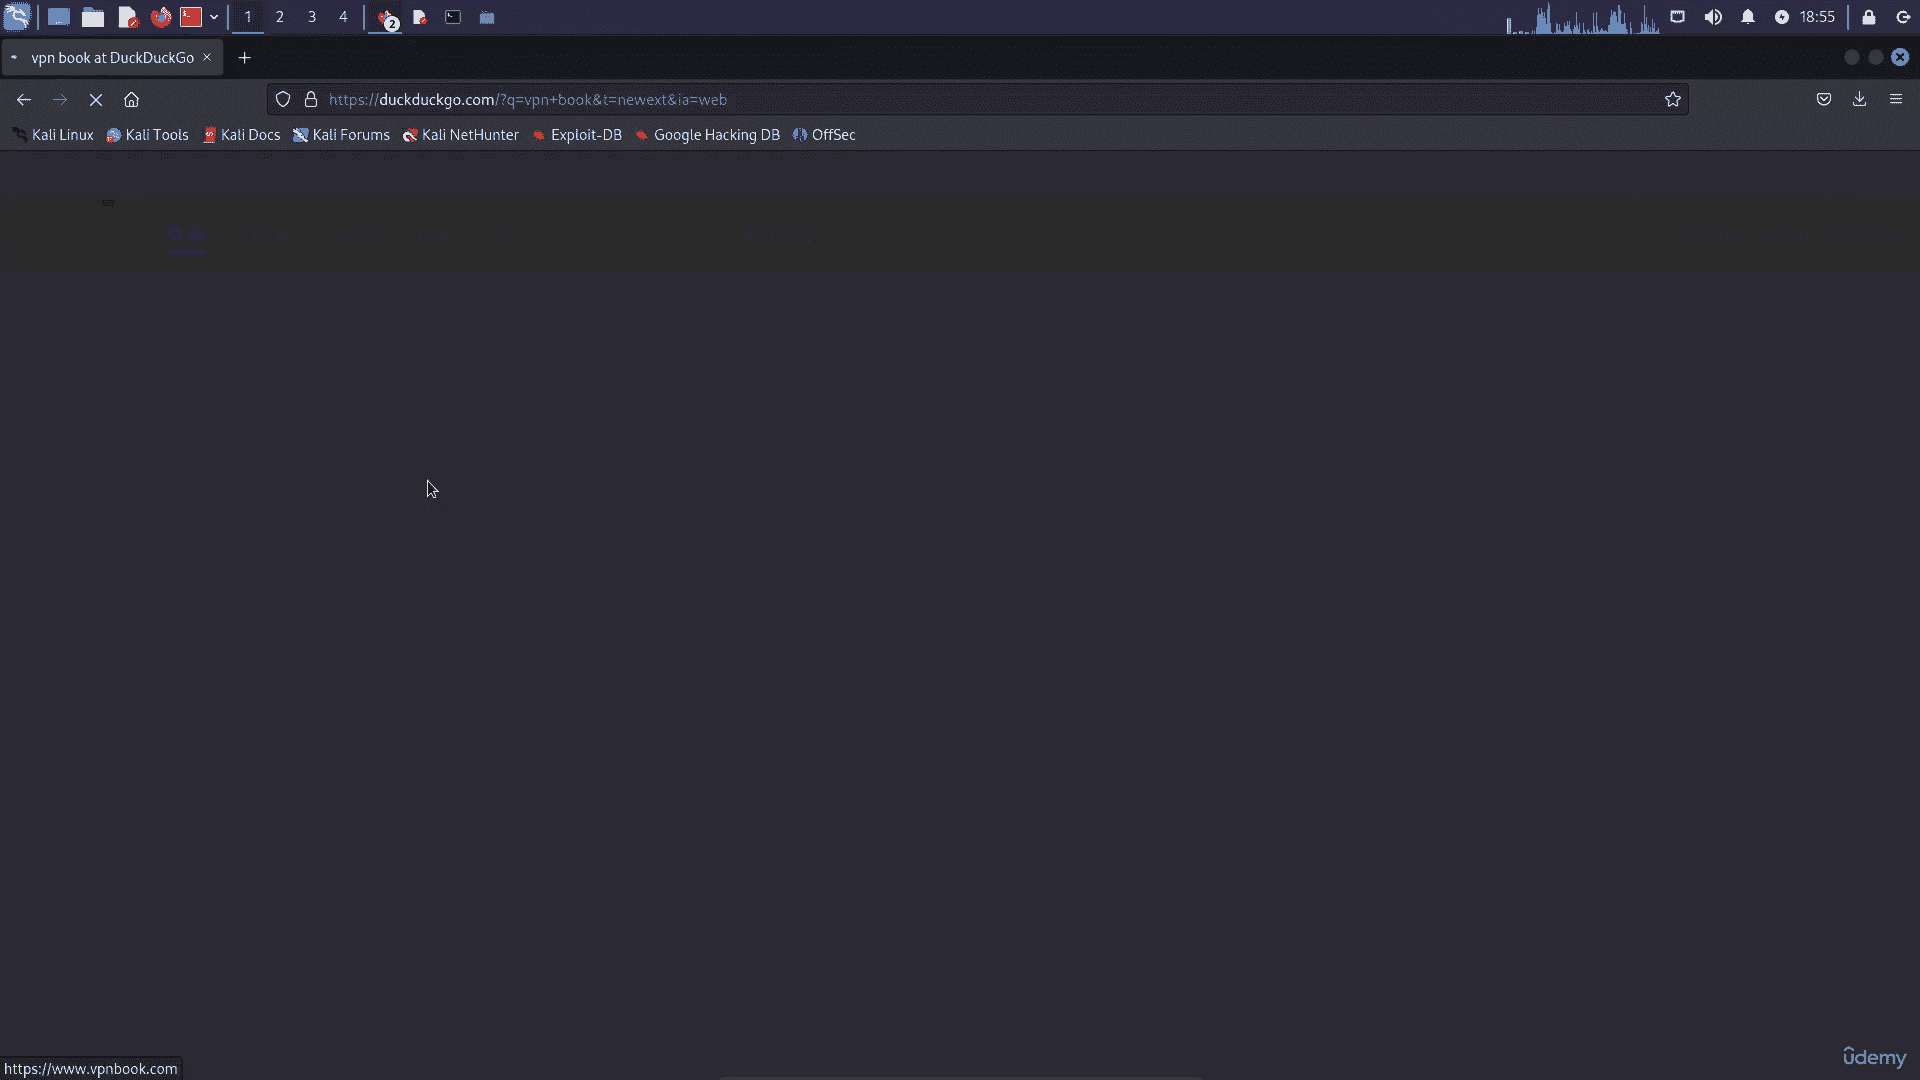 1 2 3 4 2 18:55
vpn book at DuckDuckGo
https://duckduckgo.com/?q=vpn+book&t=newext&ia=web
Kali Linux Kali Tools Kali Docs Kali Forums Kali NetHunter Exploit-DB Google Hacking DB OffSec
https://www.vpnbook.com
ûdemy